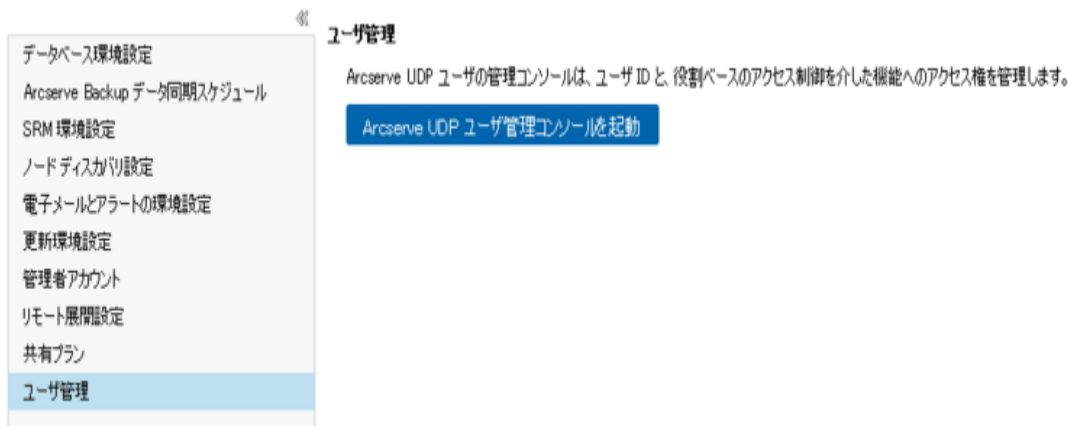 データベース環境設定
Arcserve Backup データ同期スケジュール
SRM 環境設定
ノード ディスカバリ設定
電子メールとアラートの環境設定
更新環境設定
管理者アカウント
リモート展開設定
共有プラン
ユーザ管理
ユーザ管理
Arcserve UDP ユーザの管理コンソールは、ユーザ ID と、役割ベースのアクセス制御を介した機能へのアクセス権を管理します。
Arcserve UDP ユーザ管理コンソールを起動